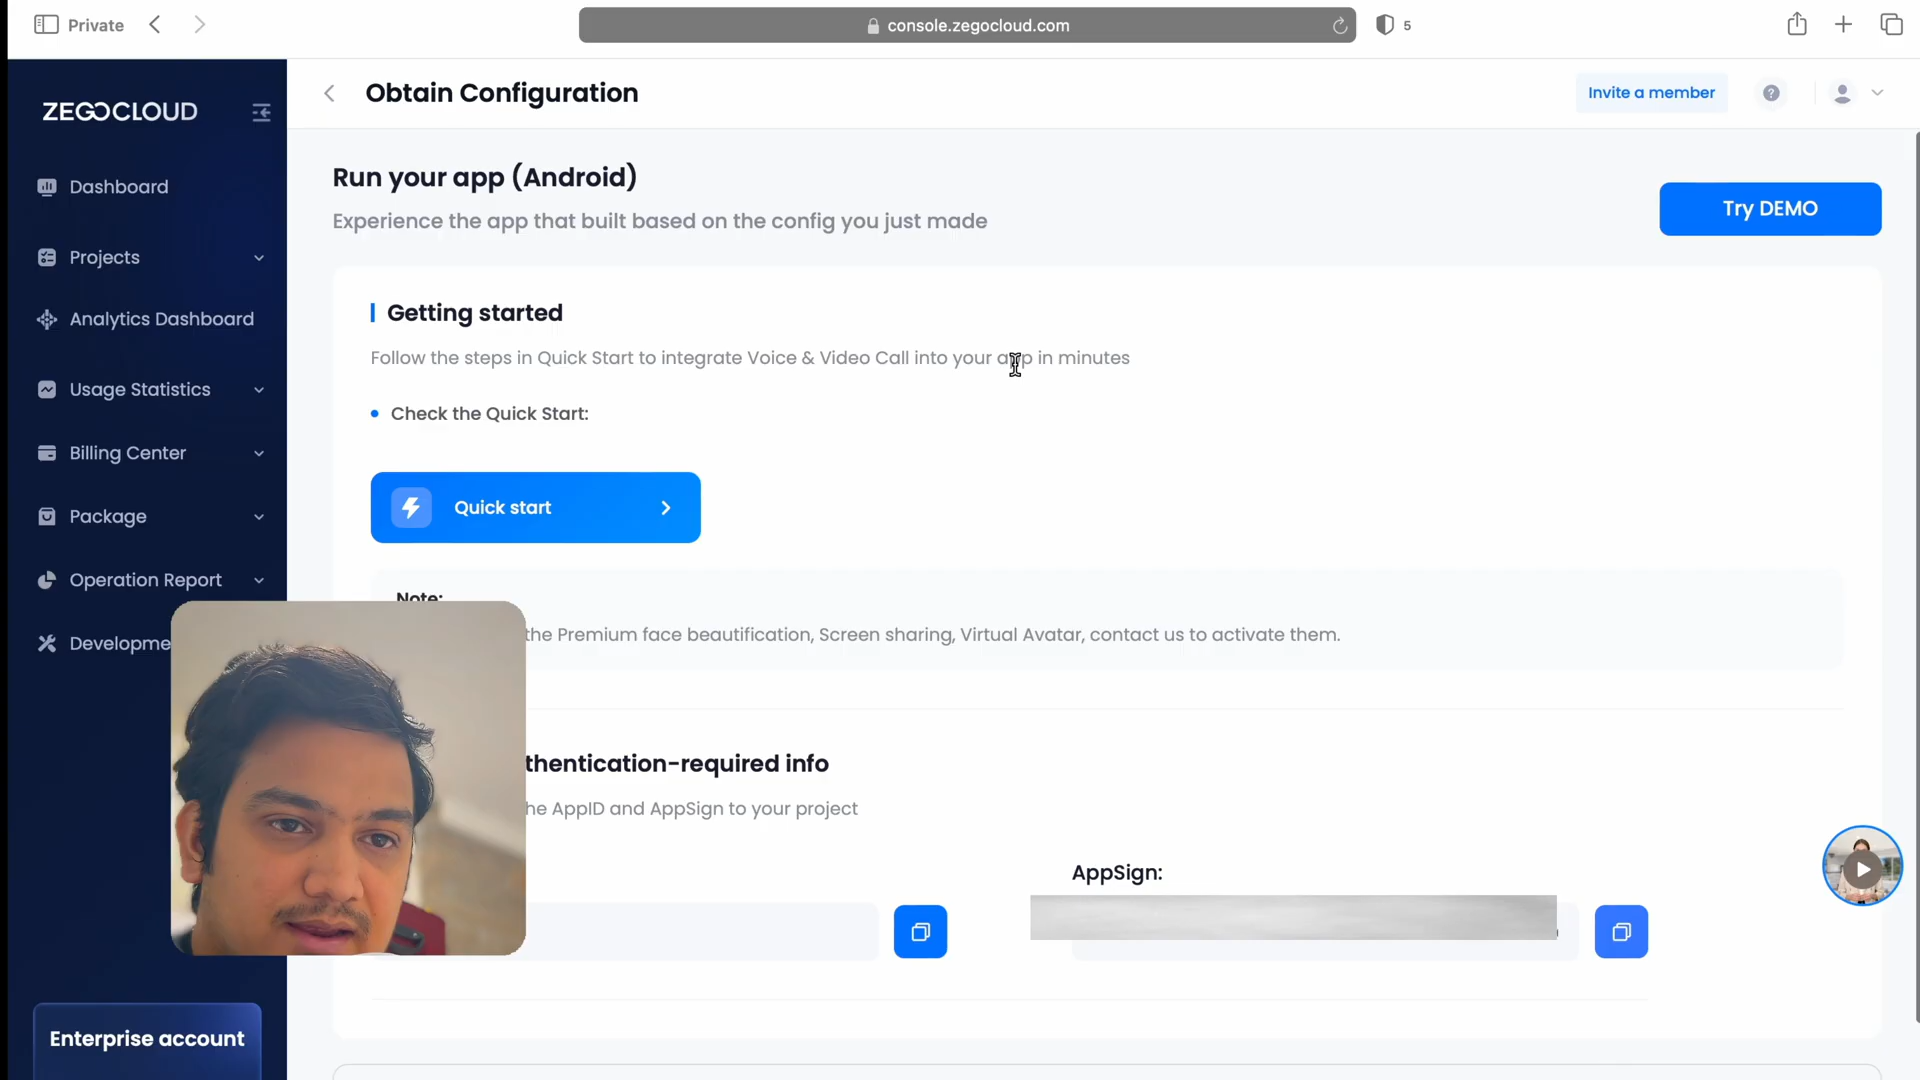 Private
console.zegocloud.com
5
ZEGOCLOUD
Obtain Configuration
Invite a member
Dashboard
Projects
Analytics Dashboard
Usage Statistics
Billing Center
Package
Operation Report
Developme
Enterprise account
Run your app (Android)
Experience the app that built based on the config you just made
Try DEMO
Getting started
Follow the steps in Quick Start to integrate Voice & Video Call into your app in minutes
Check the Quick Start:
Quick start
Note:
the Premium face beautification, Screen sharing, Virtual Avatar, contact us to activate them.
thentication-required info
he AppID and AppSign to your project
AppSign: